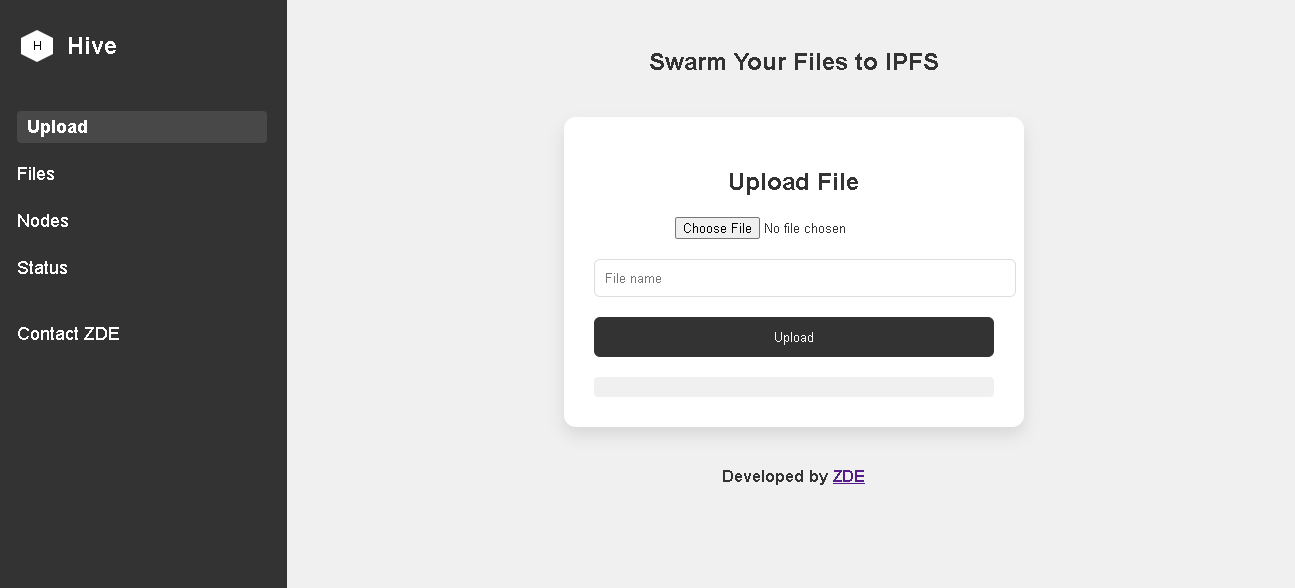 H Hive
Upload
Files
Nodes
Status
Contact ZDE
Swarm Your Files to IPFS
Upload File
Choose File No file chosen
File name
Upload
Developed by ZDE